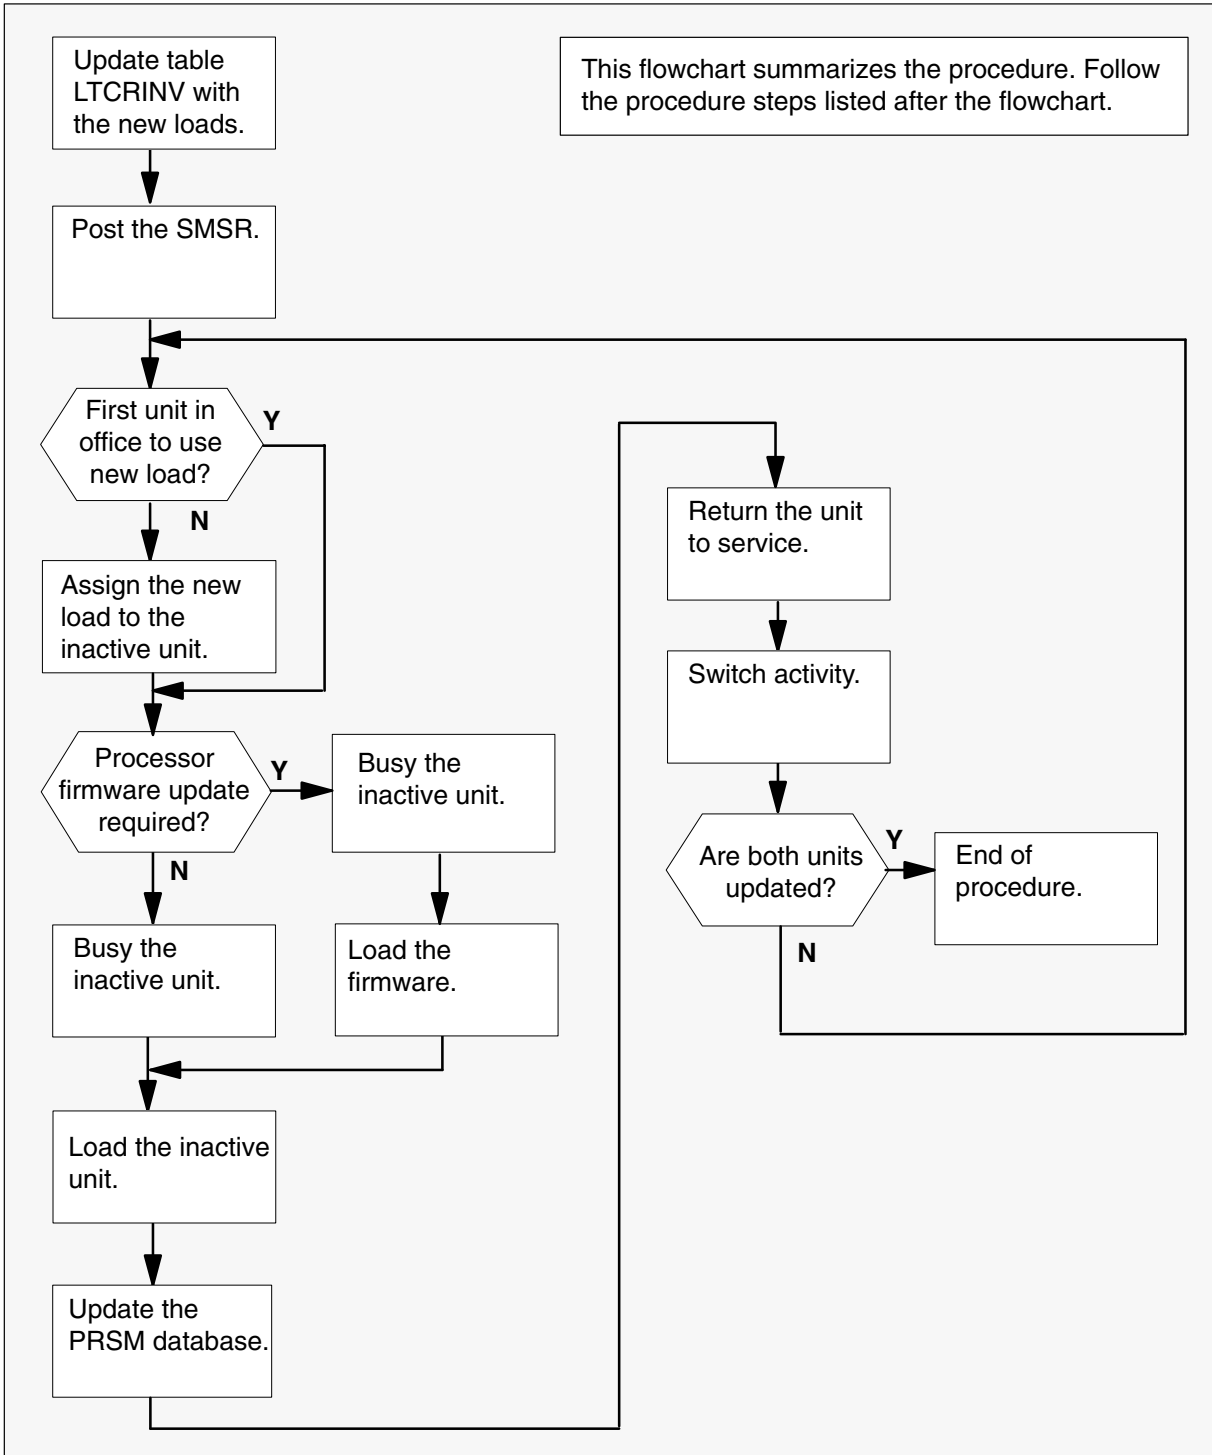 Update table
LTCRINV with
the new loads.
This flowchart summarizes the procedure. Follow
the procedure steps listed after the flowchart.
Post the SMSR.
First unit in
office to use
new load?
Y
N
Assign the new
load to the
inactive unit.
Processor
firmware update
required?
Y
N
Busy the
inactive unit.
Load the
firmware.
Busy the
inactive unit.
Load the inactive
unit.
Update the
PRSM database.
Return the unit
to service.
Switch activity.
Are both units
updated?
Y
N
End of
procedure.